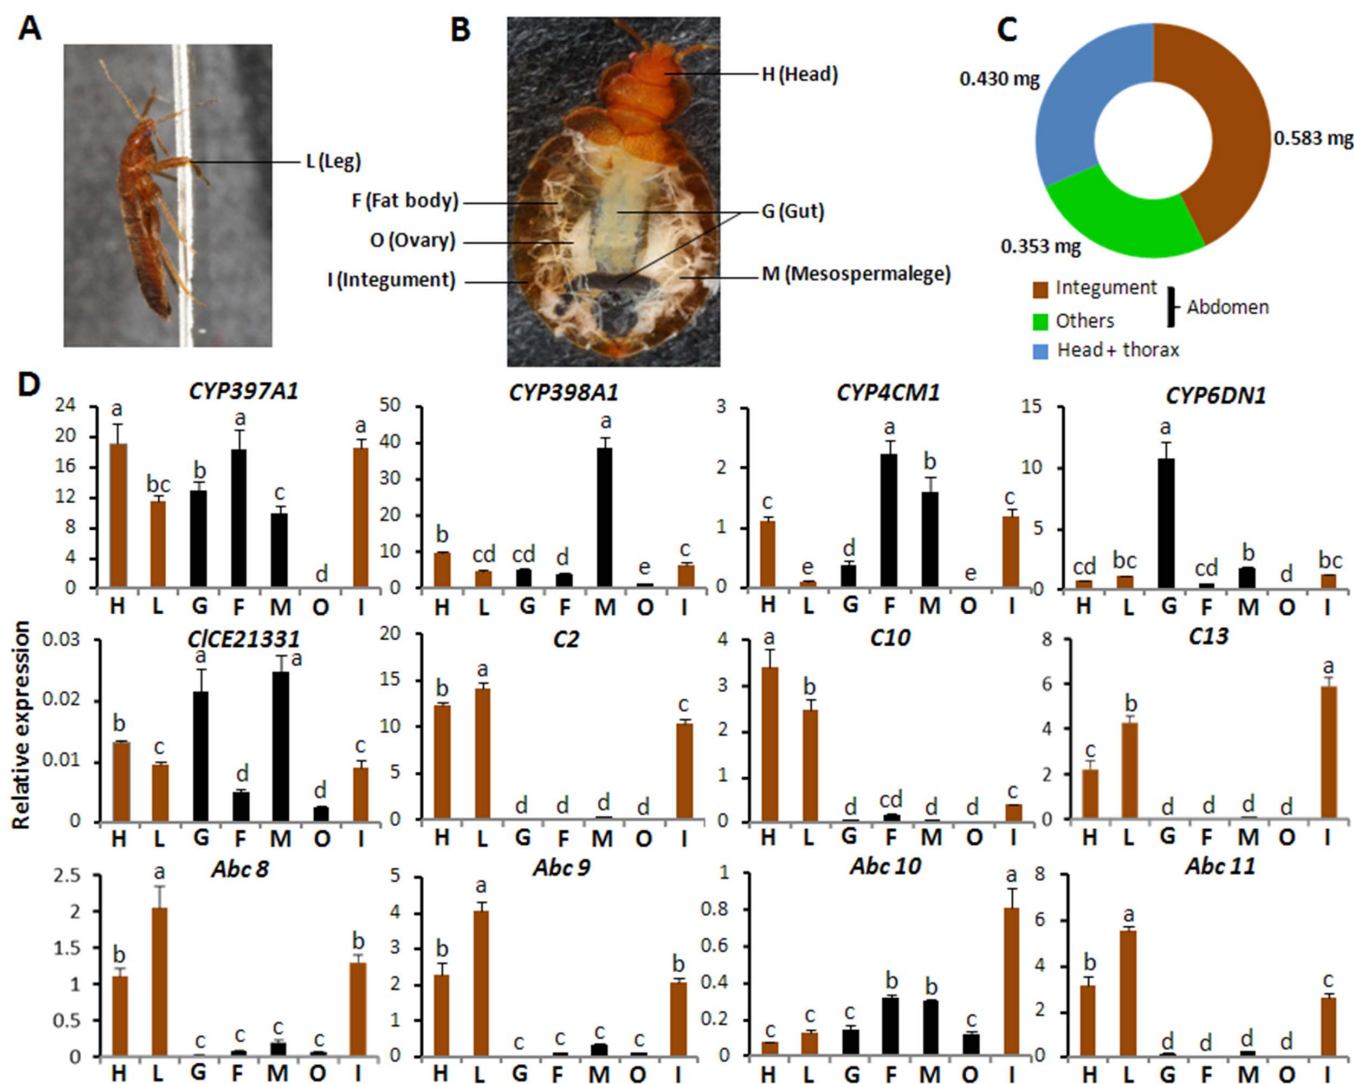 A
L (Leg)
B
H (Head)
F (Fat body)
O (Ovary)
I (Integument)
G (Gut)
M (Mesospermalege)
C
0.430 mg
0.583 mg
0.353 mg
Integument
Others
Abdomen
Head + thorax
D
Relative expression
CYP397A1
24
20
16
12
8
4
0
a bc b a c d a
H L G F M O I
CYP398A1
50
40
30
20
10
0
b cd cd d a e c
H L G F M O I
CYP4CM1
3
2
1
0
c e d a b e c
H L G F M O I
CYP6DN1
15
10
5
0
cd bc a cd b d bc
H L G F M O I
ClCE21331
0.03
0.02
0.01
0
b c a d a d c
H L G F M O I
C2
20
15
10
5
0
b a d d d d c
H L G F M O I
C10
4
3
2
1
0
a b d cd d d c
H L G F M O I
C13
8
6
4
2
0
c b d d d d a
H L G F M O I
Abc 8
2.5
2
1.5
1
0.5
0
b a c c c c b
H L G F M O I
Abc 9
5
4
3
2
1
0
b a c c c c b
H L G F M O I
Abc 10
1
0.8
0.6
0.4
0.2
0
c c c b b c a
H L G F M O I
Abc 11
8
6
4
2
0
b a d d d d c
H L G F M O I